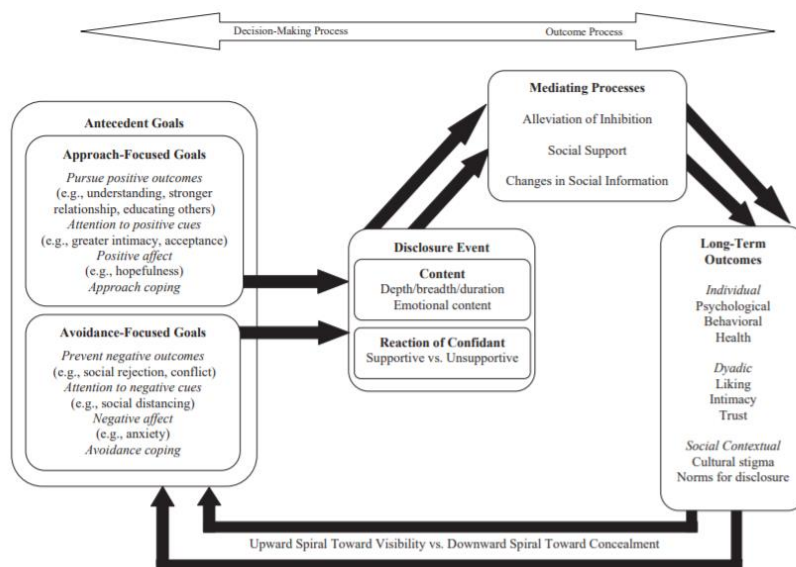 Decision-Making Process
Outcome Process
Antecedent Goals
Approach-Focused Goals
Pursue positive outcomes
(e.g., understanding, stronger
relationship, educating others)
Attention to positive cues
(e.g., greater intimacy, acceptance)
Positive affect
(e.g., hopefulness)
Approach coping
Avoidance-Focused Goals
Prevent negative outcomes
(e.g., social rejection, conflict)
Attention to negative cues
(e.g., social distancing)
Negative affect
(e.g., anxiety)
Avoidance coping
Disclosure Event
Content
Depth/breadth/duration
Emotional content
Reaction of Confidant
Supportive vs. Unsupportive
Mediating Processes
Alleviation of Inhibition
Social Support
Changes in Social Information
Long-Term
Outcomes
Individual
Psychological
Behavioral
Health
Dyadic
Liking
Intimacy
Trust
Social Contextual
Cultural stigma
Norms for disclosure
Upward Spiral Toward Visibility vs. Downward Spiral Toward Concealment